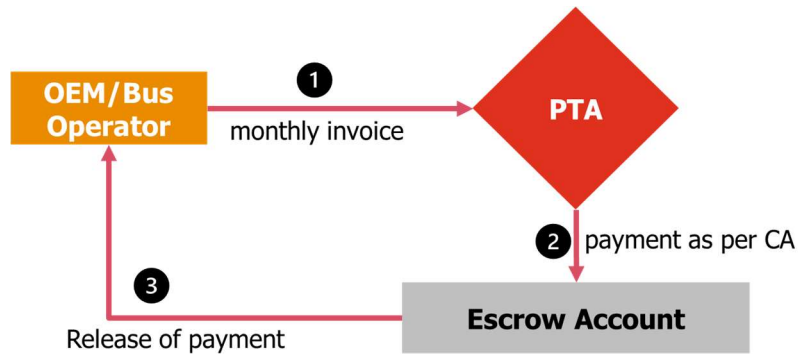 1
OEM/Bus
Operator
PTA
monthly invoice
2
payment as per CA
3
Escrow Account
Release of payment